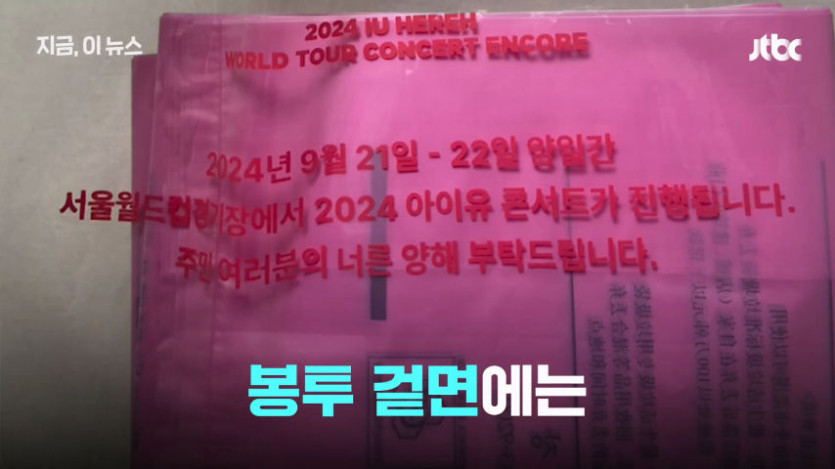 지금, 이 뉴스
jtbc
2024 IU HEREH
WORLD TOUR CONCERT ENCORE
2024년 9월 21일 - 22일 양일간
서울월드컵경기장에서 2024 아이유 콘서트가 진행됩니다.
주민 여러분의 너른 양해 부탁드립니다.
봉투 겉면에는